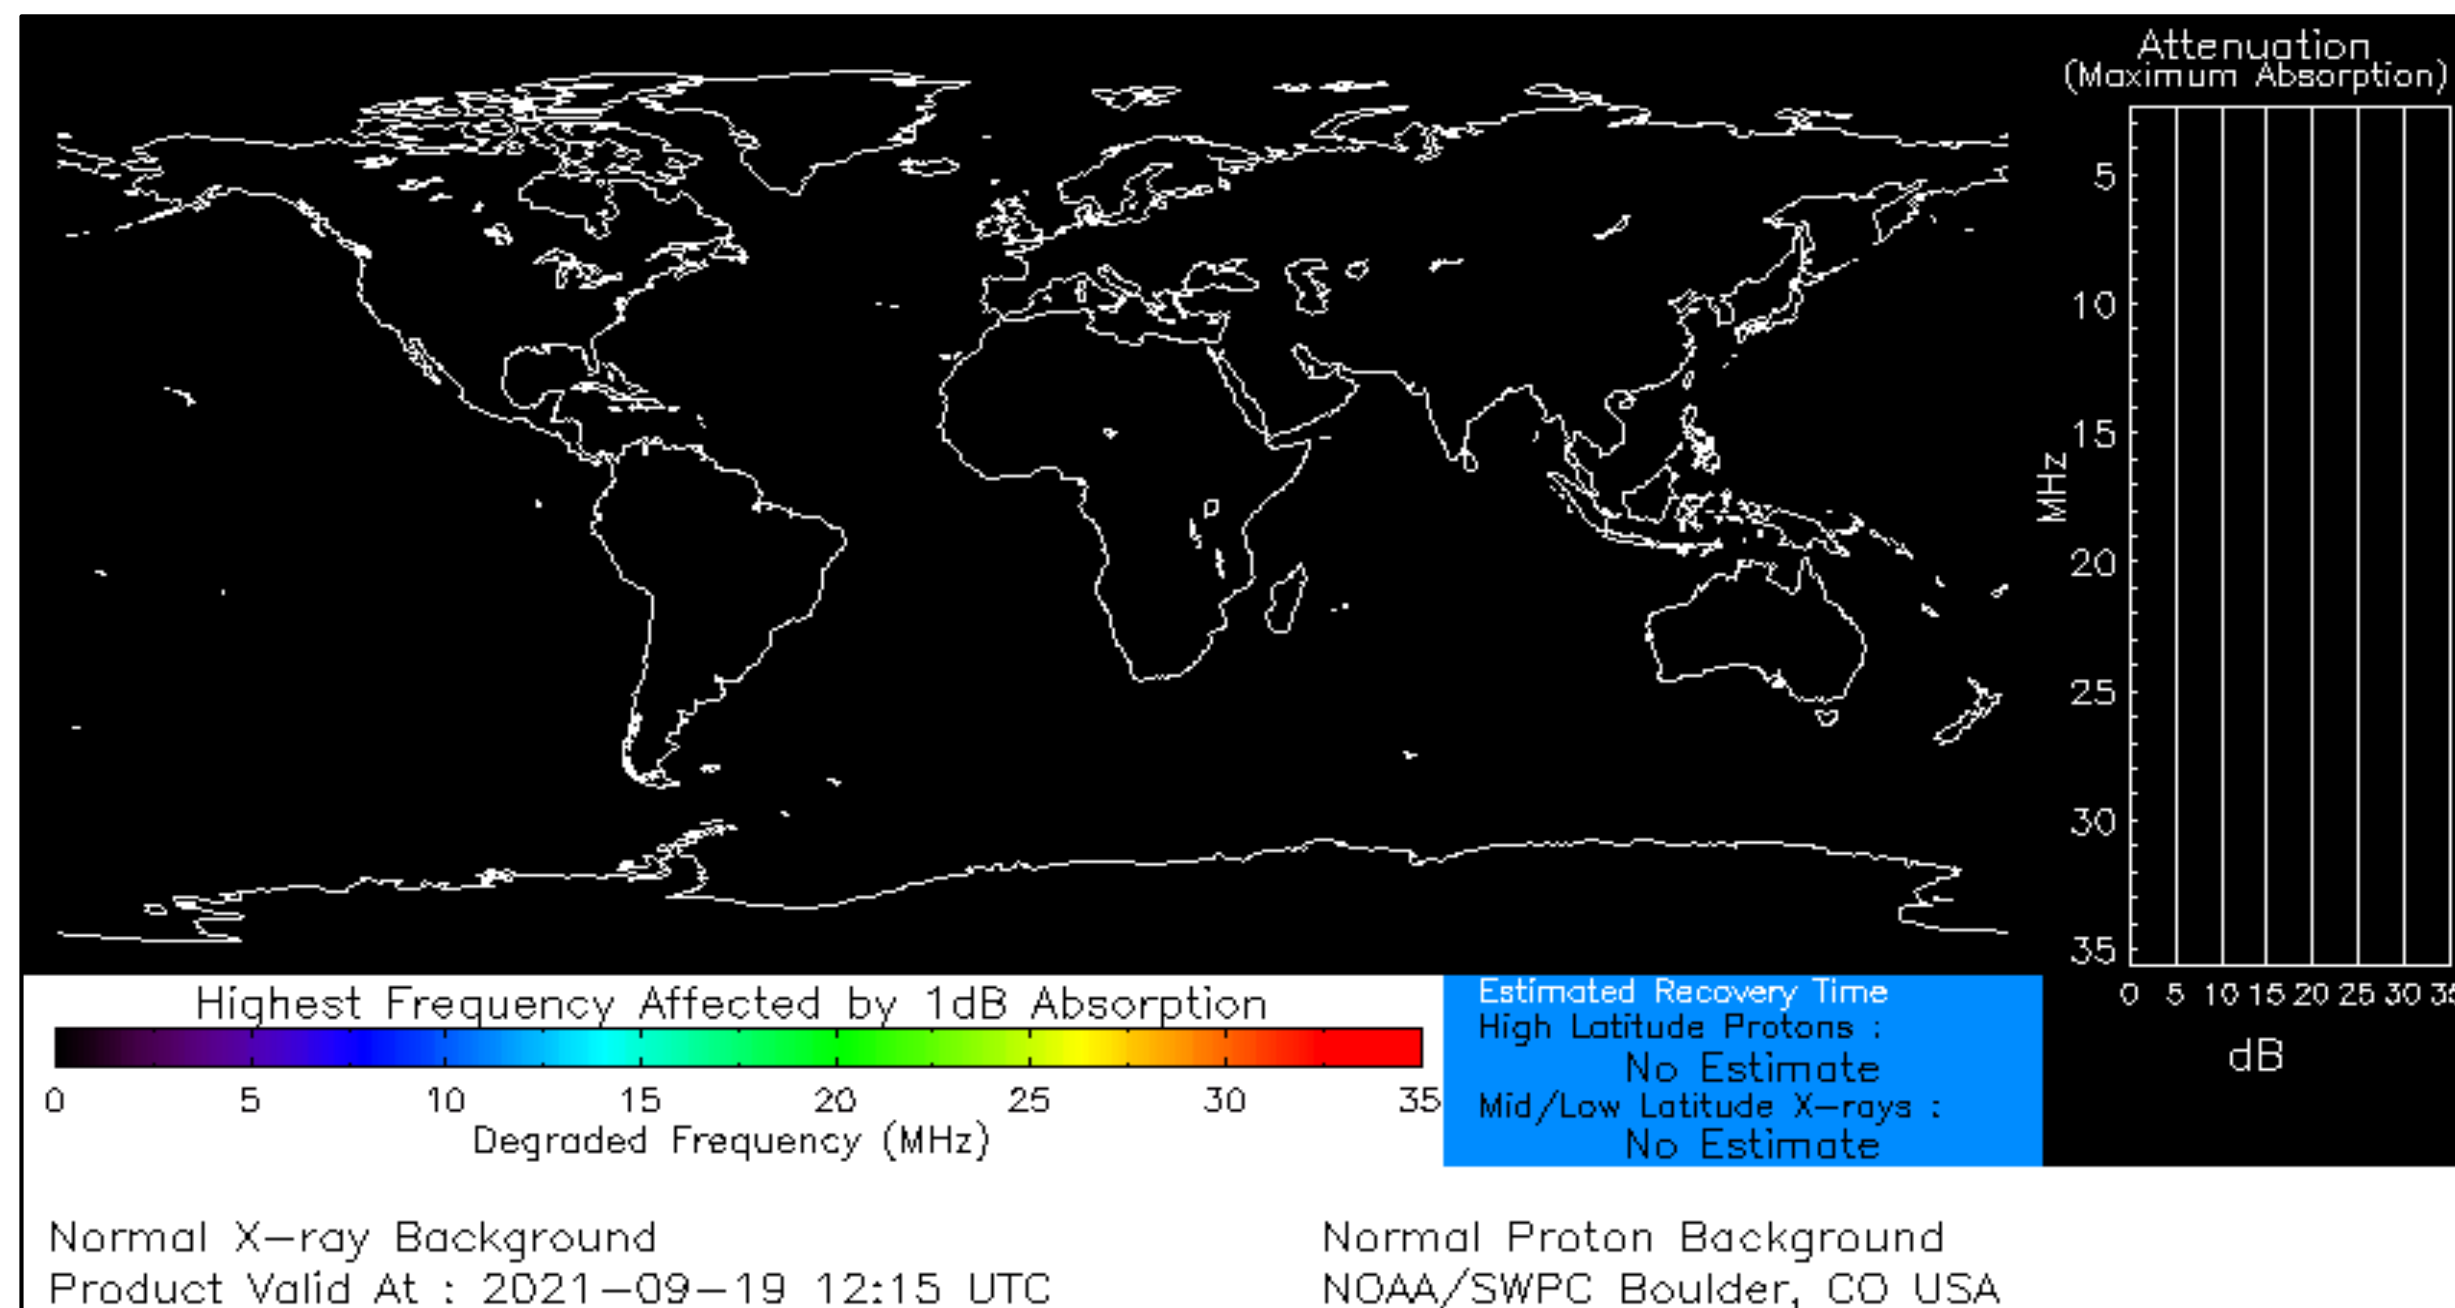 Attenuation
(Maximum Absorption)
5
10
15
20
25
30
35
MHz
0 5 10 15 20 25 30 35
dB
Highest Frequency Affected by 1dB Absorption
0 5 10 15 20 25 30 35
Degraded Frequency (MHz)
Estimated Recovery Time
High Latitude Protons :
No Estimate
Mid/Low Latitude X-rays :
No Estimate
Normal X-ray Background
Normal Proton Background
Product Valid At : 2021-09-19 12:15 UTC
NOAA/SWPC Boulder, CO USA